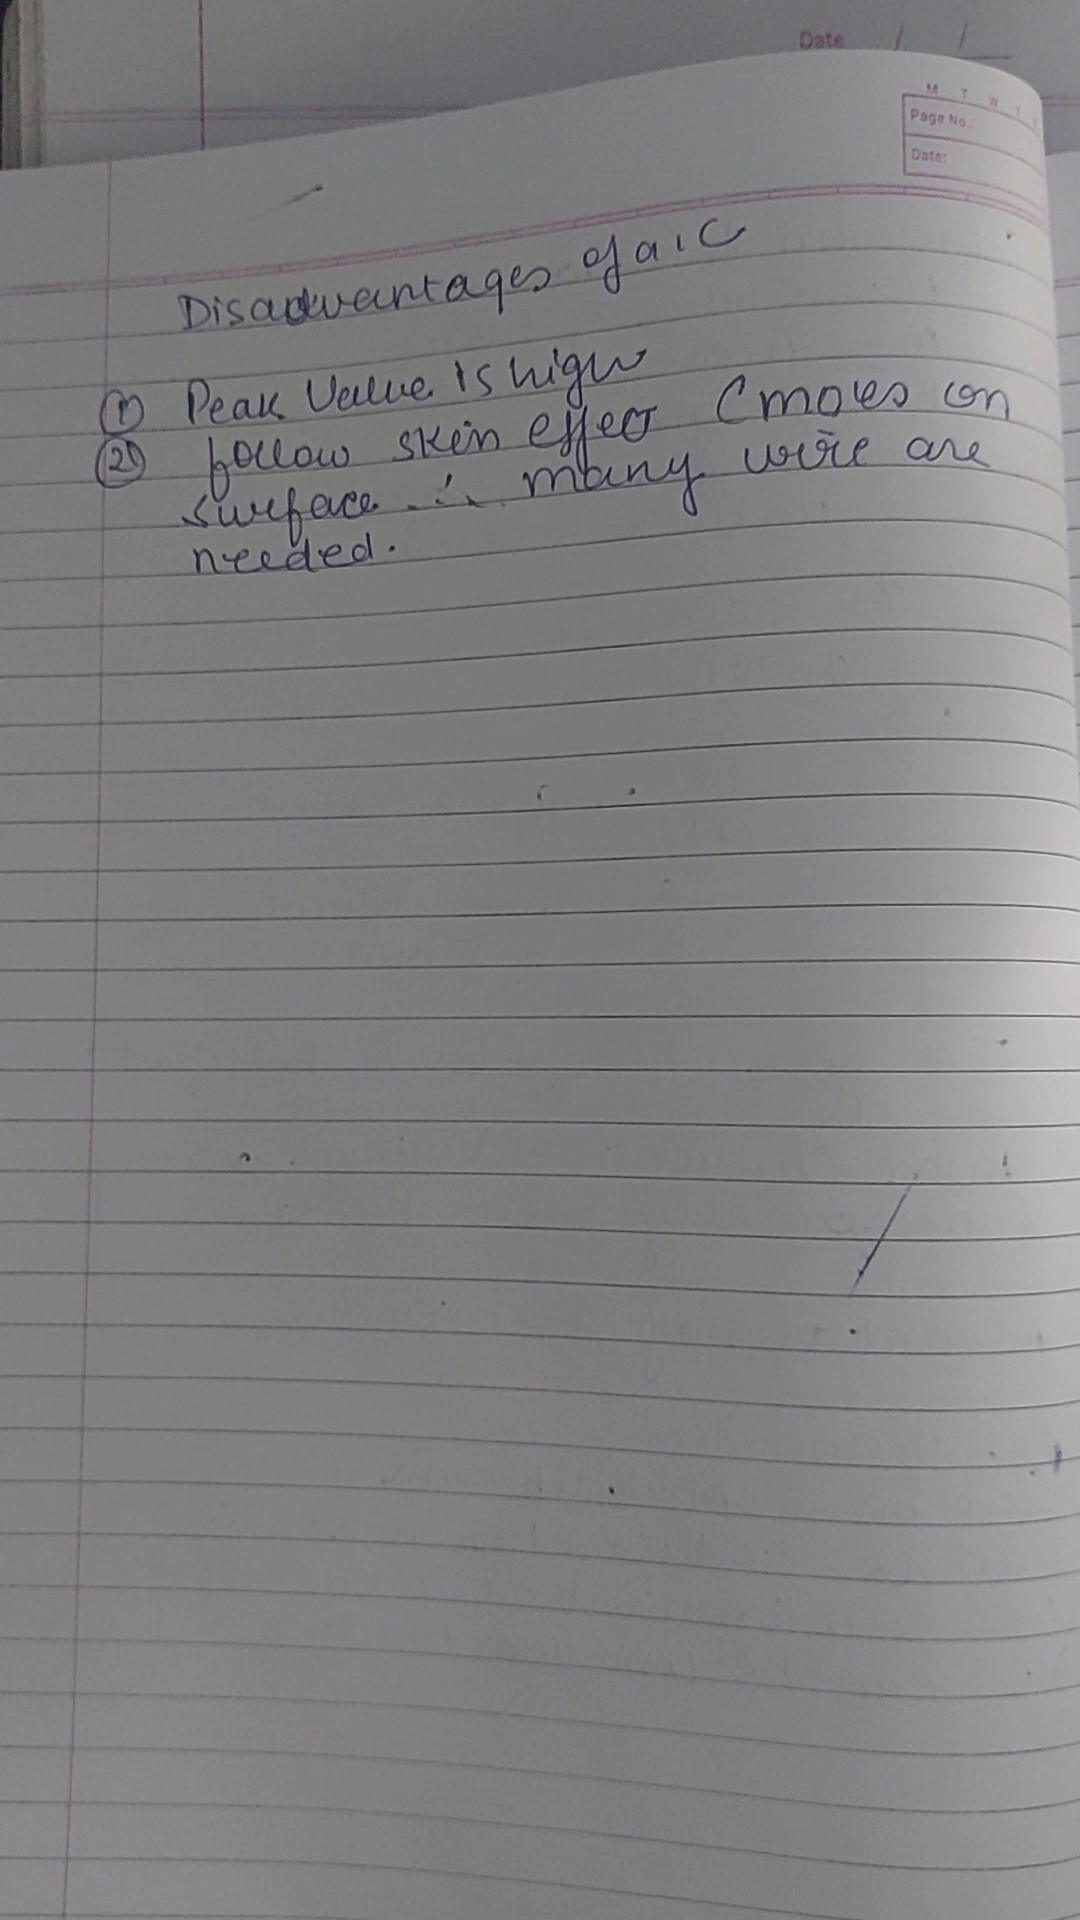 Date / /
M T W T F
Page No.:
Date:
Disadvantages of a.c
① Peak Value is high
② follow skin effect (moves on
surface ∴ many wire are
needed.